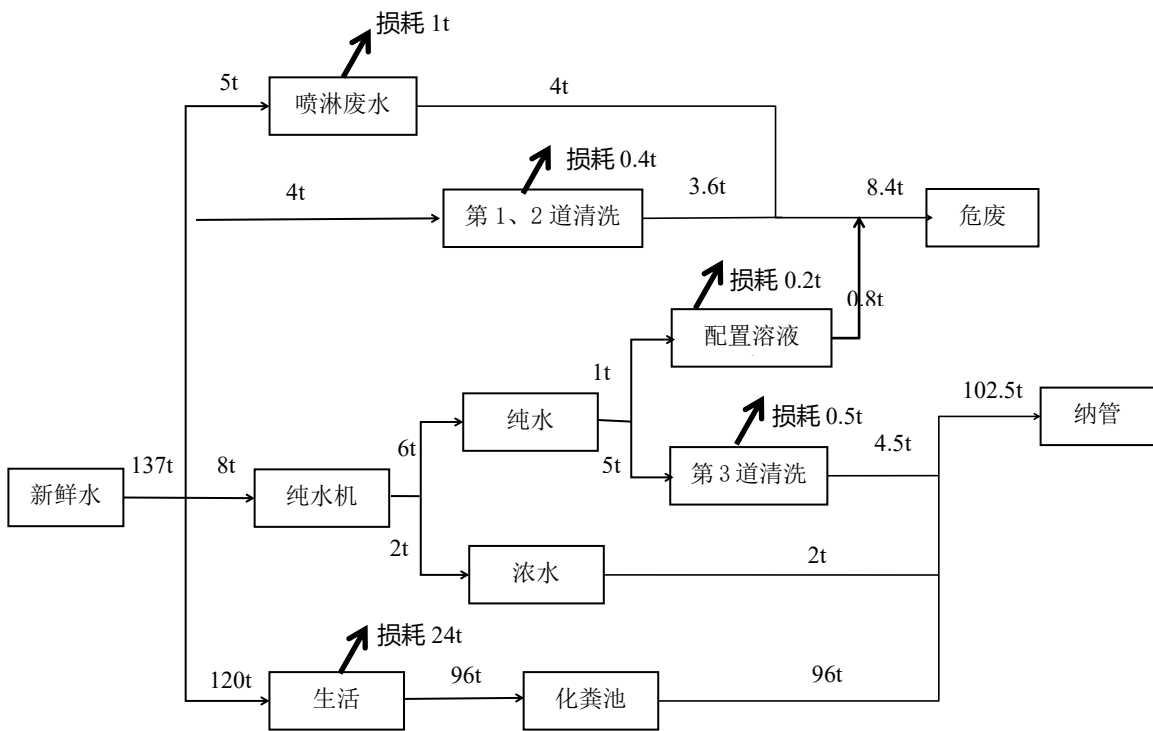 损耗 1t
5t
喷淋废水
4t
损耗 0.4t
4t
第 1、2 道清洗
3.6t
8.4t
危废
损耗 0.2t
0.8t
配置溶液
1t
纯水
损耗 0.5t
102.5t
纳管
137t
8t
6t
5t
第 3 道清洗
4.5t
新鲜水
纯水机
2t
浓水
2t
损耗 24t
120t
生活
96t
化粪池
96t